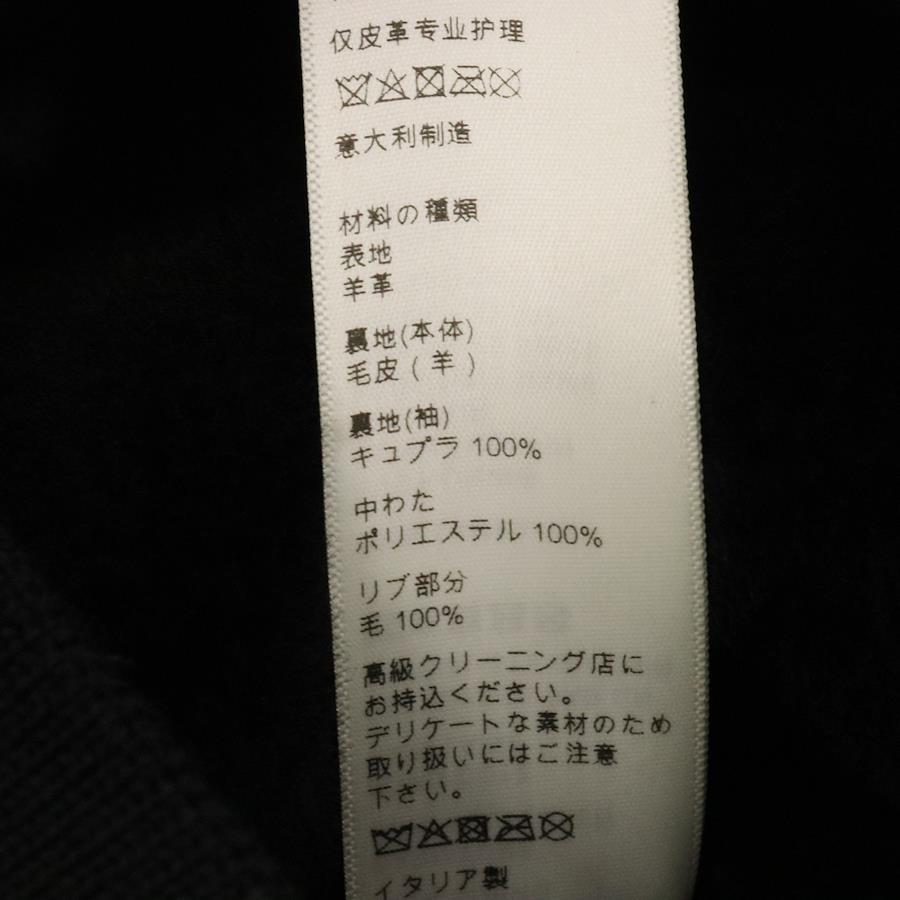 仅皮革专业护理
意大利制造
材料の種類
表地
羊革
裏地(本体)
毛皮(羊)
裏地(袖)
キュプラ 100%
中わた
ポリエステル 100%
リブ部分
毛 100%
高級クリーニング店に
お持込ください。
デリケートな素材のため
取り扱いにはご注意
下さい。
イタリア製